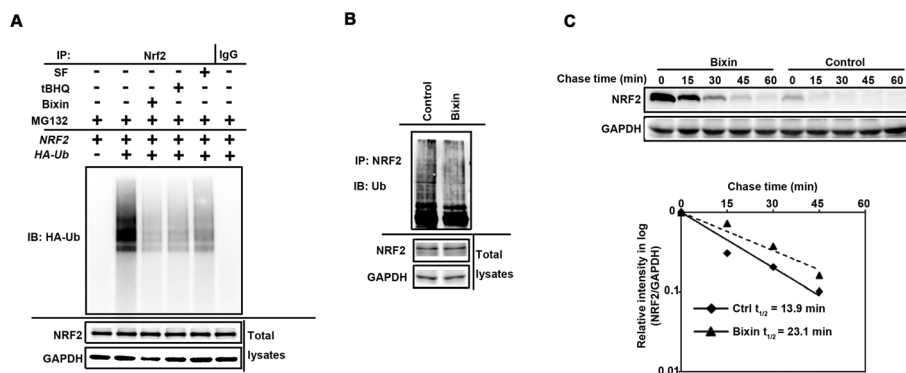 A
IP: Nrf2 IgG
SF - - - - + -
tBHQ - - - + - -
Bixin - - + - - -
MG132 + + + + + +
NRF2 + + + + + +
HA-Ub - + + + + +
IB: HA-Ub
NRF2
GAPDH
Total
lysates
B
Control
Bixin
IP: NRF2
IB: Ub
NRF2
GAPDH
Total
lysates
C
Bixin Control
Chase time (min) 0 15 30 45 60 0 15 30 45 60
NRF2
GAPDH
Chase time (min)
0 15 30 45 60
0
0.1
0.01
Relative intensity in log
(NRF2/GAPDH)
Ctrl t1/2 = 13.9 min
Bixin t1/2 = 23.1 min